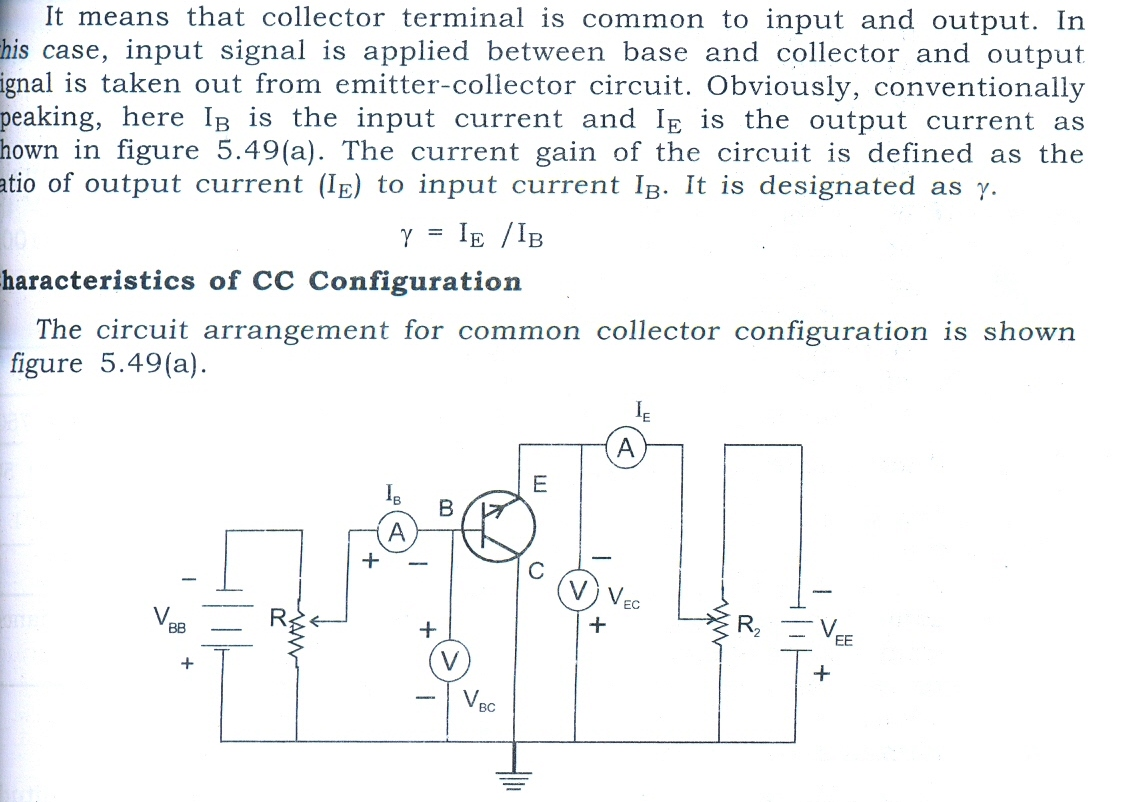 It means that collector terminal is common to input and output. In
his case, input signal is applied between base and collector and output
ignal is taken out from emitter-collector circuit. Obviously, conventionally
peaking, here IB is the input current and IE is the output current as
hown in figure 5.49(a). The current gain of the circuit is defined as the
atio of output current (IE) to input current IB. It is designated as γ.
γ = IE /IB
haracteristics of CC Configuration
The circuit arrangement for common collector configuration is shown
figure 5.49(a).
IE
A
E
IB
B
A
+ −
C
−
V VEC
+
−
VBB
+
R
+
V
−
VBC
R2
−
VEE
+